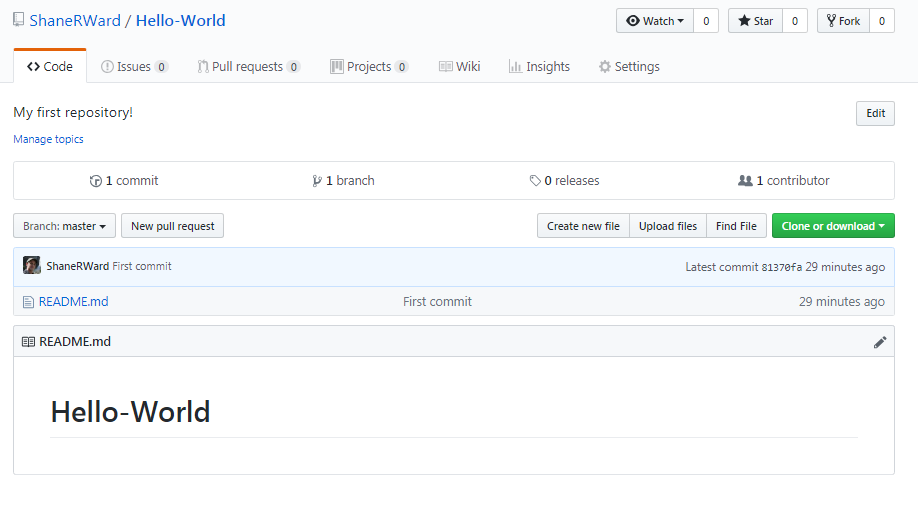 ShaneRWard / Hello-World Watch 0 Star 0 Fork 0
Code Issues 0 Pull requests 0 Projects 0 Wiki Insights Settings
My first repository! Edit
Manage topics
1 commit 1 branch 0 releases 1 contributor
Branch: master New pull request Create new file Upload files Find File Clone or download
ShaneRWard First commit Latest commit 81370fa 29 minutes ago
README.md First commit 29 minutes ago
README.md
Hello-World